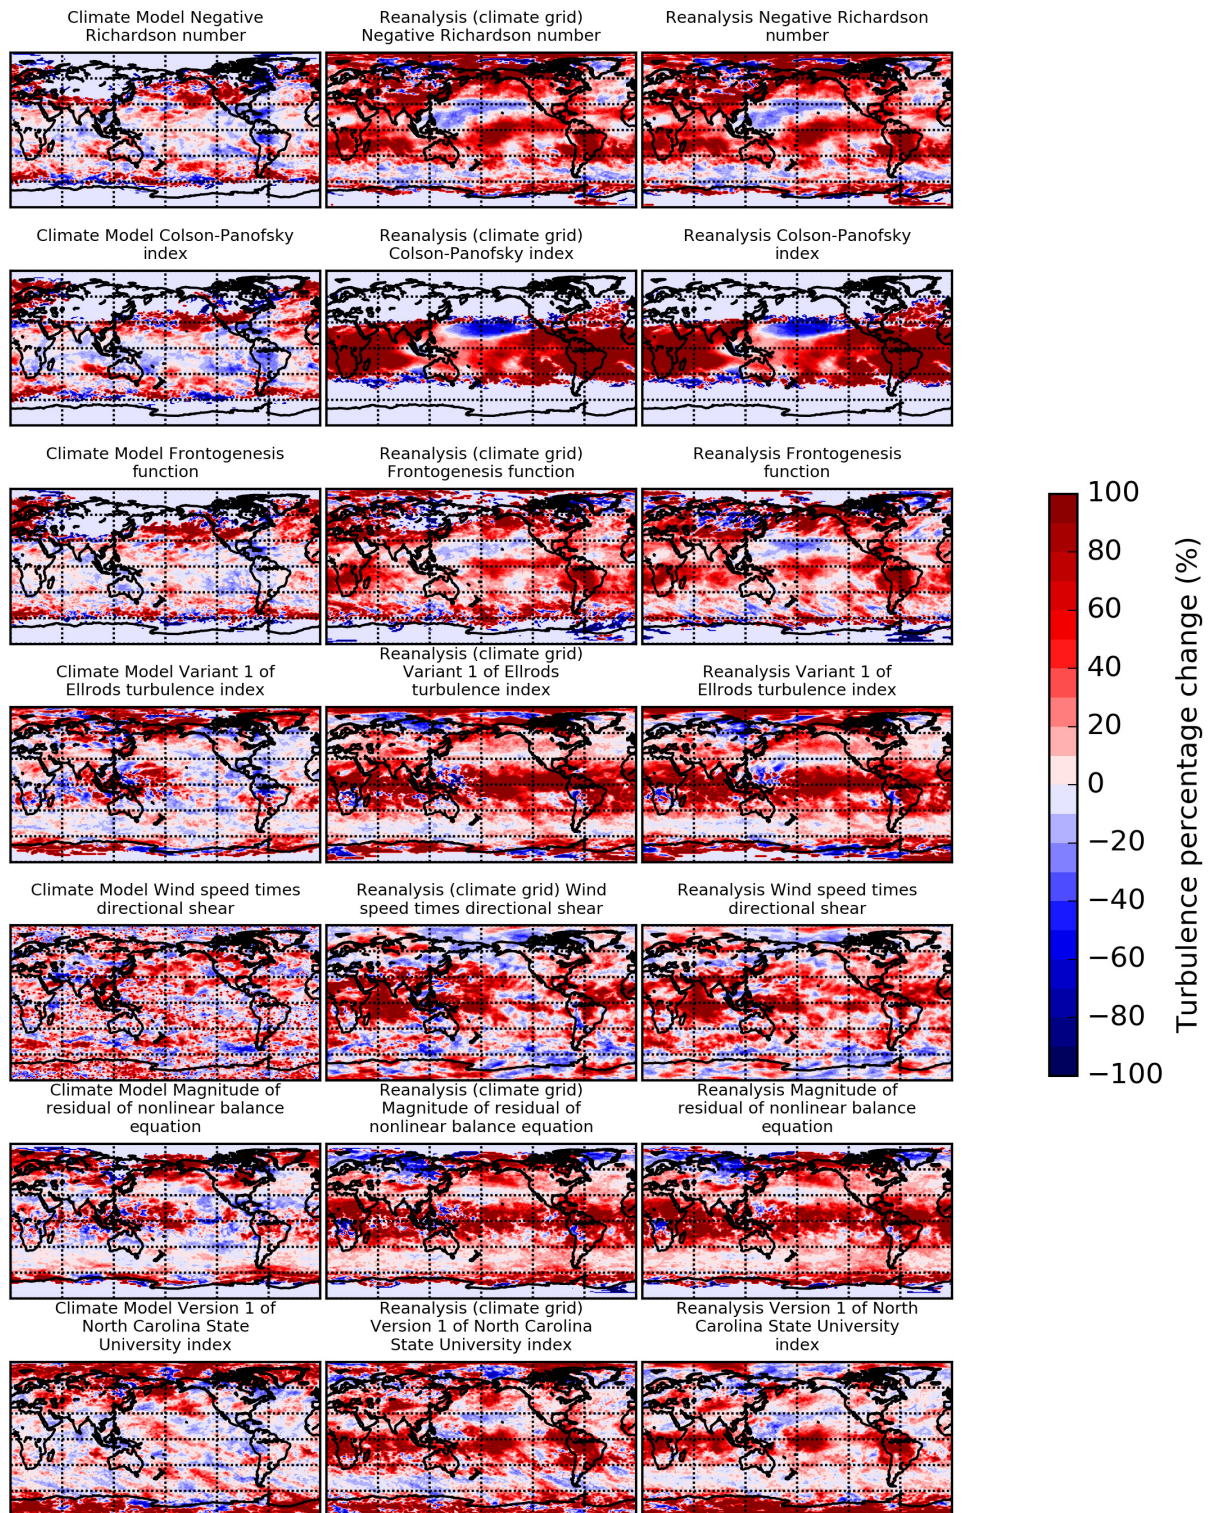 Climate Model Negative
Richardson number
Reanalysis (climate grid)
Negative Richardson number
Reanalysis Negative Richardson
number
Climate Model Colson-Panofsky
index
Reanalysis (climate grid)
Colson-Panofsky index
Reanalysis Colson-Panofsky
index
Climate Model Frontogenesis
function
Reanalysis (climate grid)
Frontogenesis function
Reanalysis Frontogenesis
function
Climate Model Variant 1 of
Ellrods turbulence index
Reanalysis (climate grid)
Variant 1 of Ellrods
turbulence index
Reanalysis Variant 1 of
Ellrods turbulence index
Climate Model Wind speed times
directional shear
Reanalysis (climate grid) Wind
speed times directional shear
Reanalysis Wind speed times
directional shear
Climate Model Magnitude of
residual of nonlinear balance
equation
Reanalysis (climate grid)
Magnitude of residual of
nonlinear balance equation
Reanalysis Magnitude of
residual of nonlinear balance
equation
Climate Model Version 1 of
North Carolina State
University index
Reanalysis (climate grid)
Version 1 of North Carolina
State University index
Reanalysis Version 1 of North
Carolina State University
index
100
80
60
40
20
0
−20
−40
−60
−80
−100
Turbulence percentage change (%)